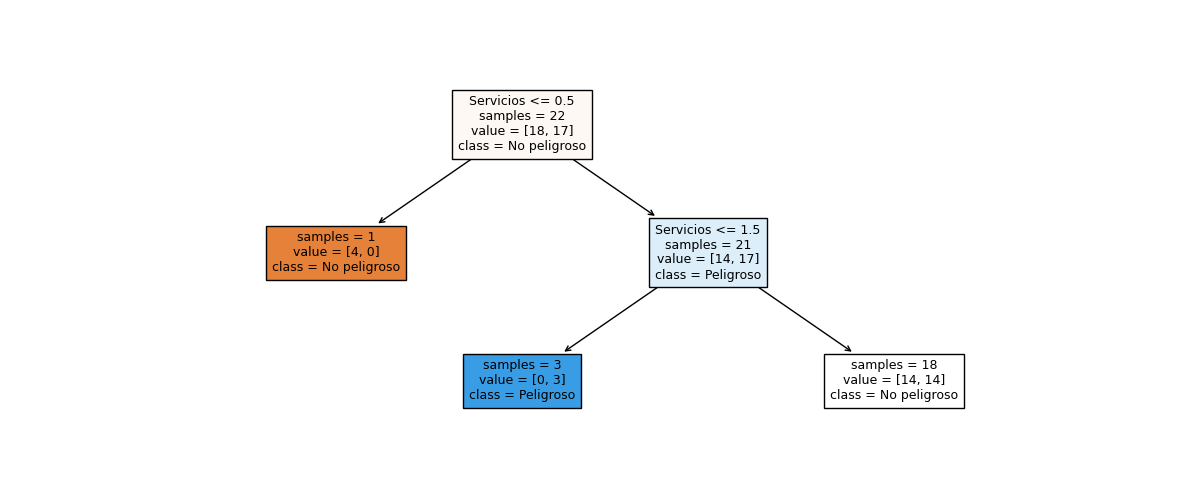 Servicios <= 0.5
samples = 22
value = [18, 17]
class = No peligroso
samples = 1
value = [4, 0]
class = No peligroso
Servicios <= 1.5
samples = 21
value = [14, 17]
class = Peligroso
samples = 3
value = [0, 3]
class = Peligroso
samples = 18
value = [14, 14]
class = No peligroso